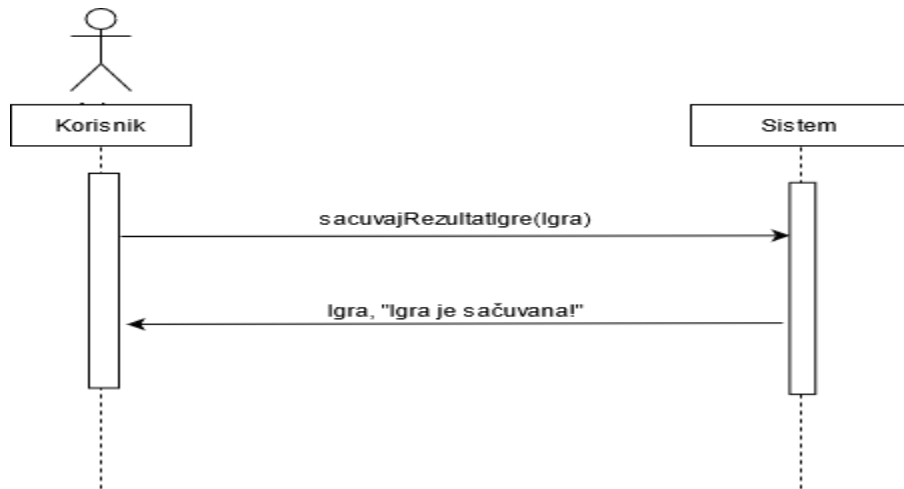 Korisnik
Sistem
sacuvajRezultatIgre(Igra)
Igra, "Igra je sačuvana!"